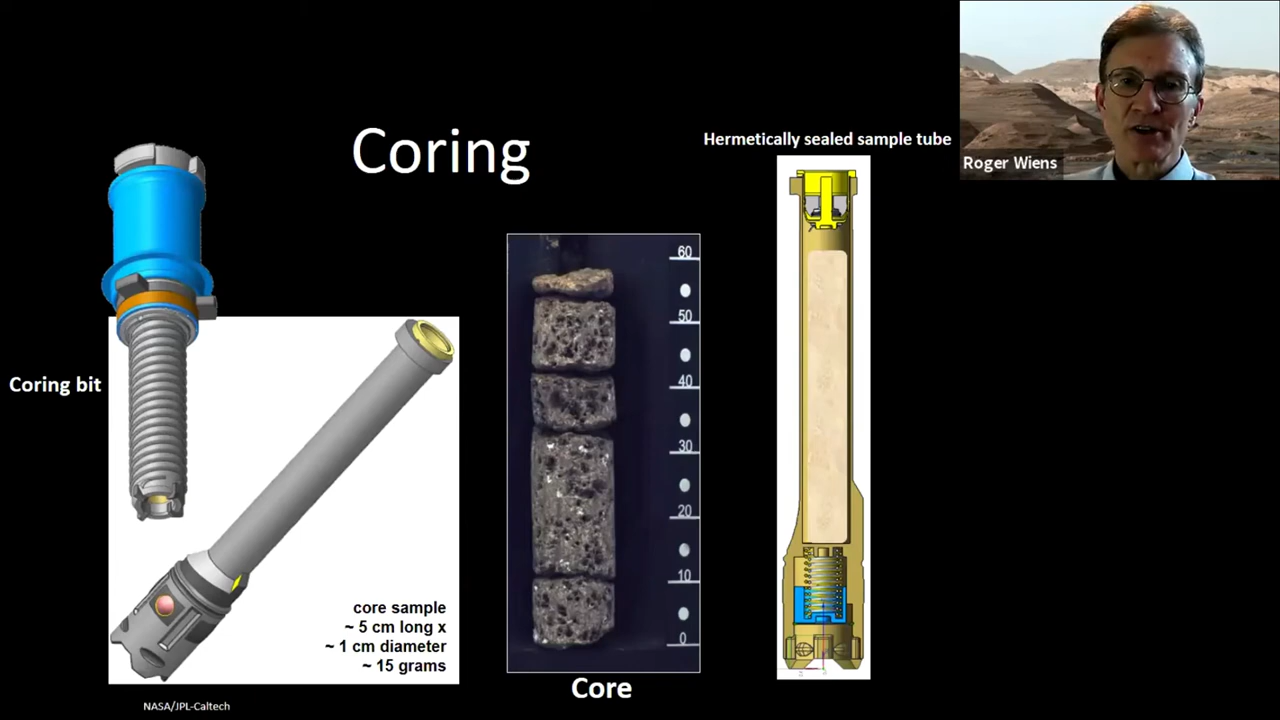 Coring
Hermetically sealed sample tube
Roger Wiens
Coring bit
core sample
~ 5 cm long x
~ 1 cm diameter
~ 15 grams
60
50
40
30
20
10
0
Core
NASA/JPL-Caltech